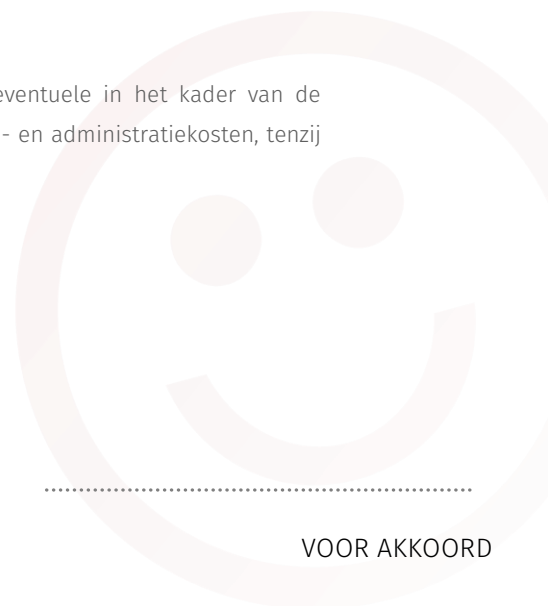 eventuele in het kader van de
- en administratiekosten, tenzij
VOOR AKKOORD